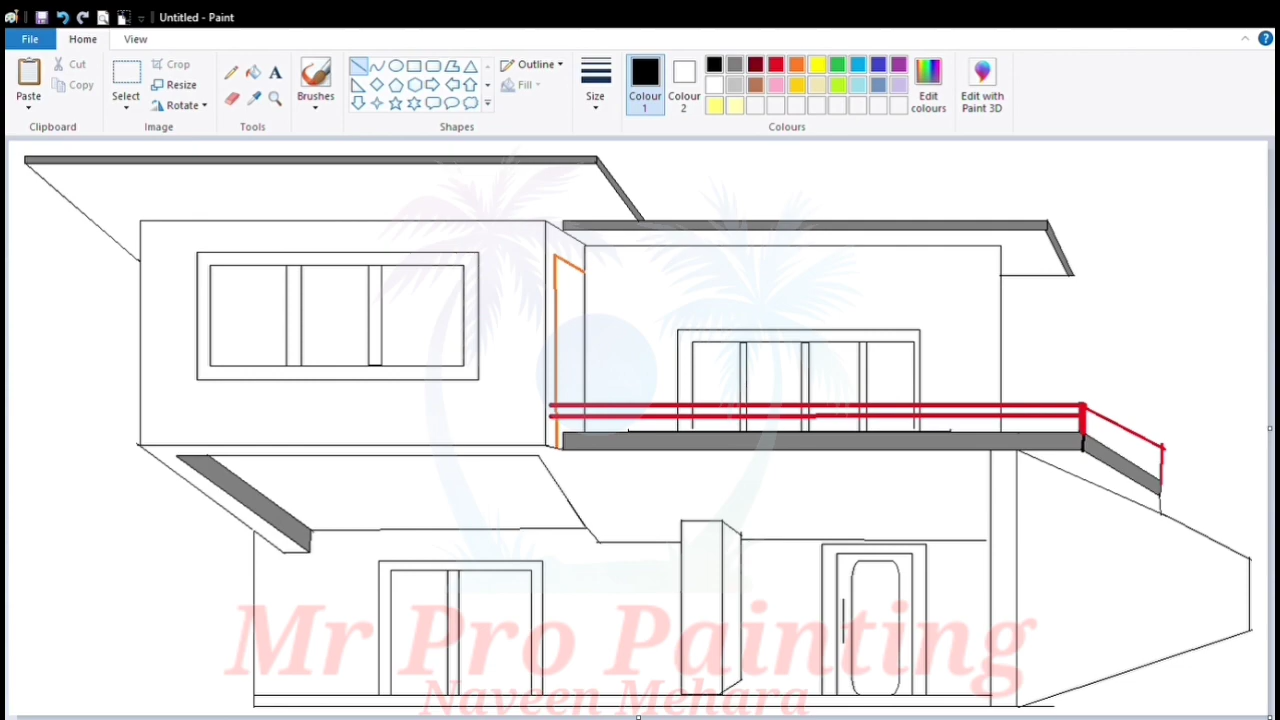 Untitled - Paint
File Home View
Paste
Cut
Copy
Clipboard
Select
Crop
Resize
Rotate
Image
A
Tools
Brushes
Outline
Fill
Shapes
Size
Colour 1
Colour 2
Edit colours
Colours
Edit with Paint 3D
Mr Pro Painting
Naveen Mehara